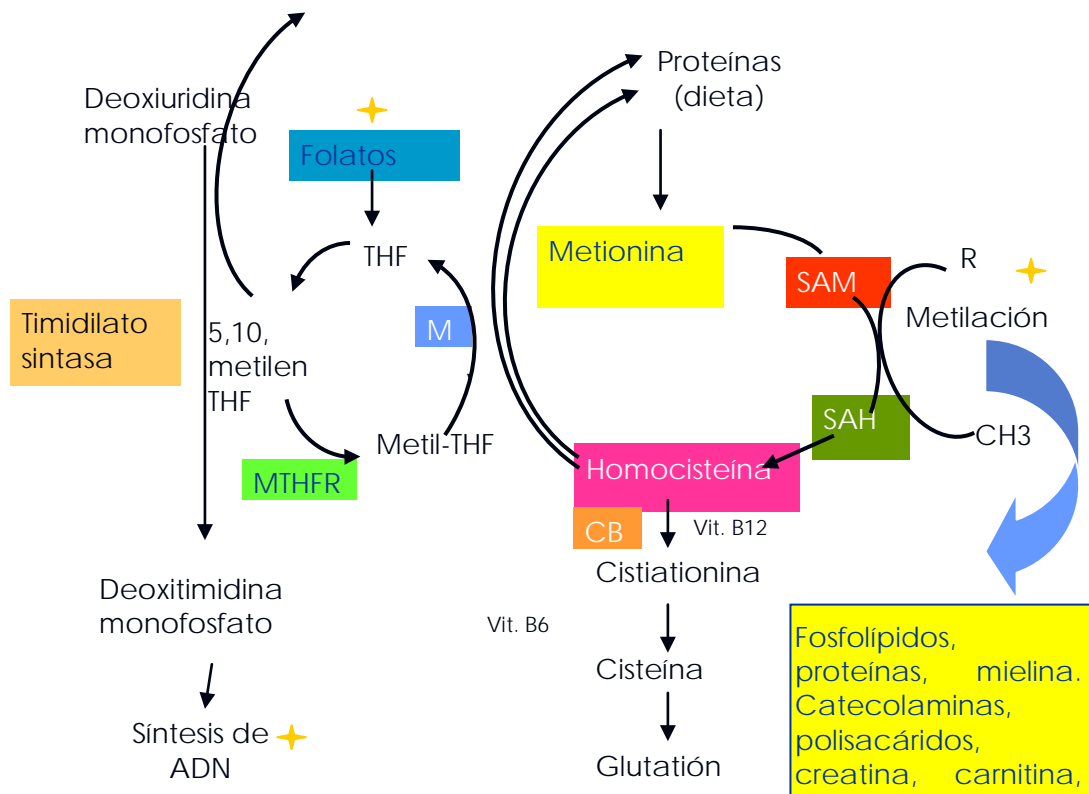 Deoxiuridina
monofosfato
Folatos
THF
Timidilato
sintasa
5,10,
metilen
THF
M
Metil-THF
MTHFR
Deoxitimidina
monofosfato
Síntesis de
ADN
Proteínas
(dieta)
Metionina
SAM
R
Metilación
SAH
CH3
Homocisteína
CB
Vit. B12
Cistiationina
Vit. B6
Cisteína
Glutatión
Fosfolípidos,
proteínas, mielina.
Catecolaminas,
polisacáridos,
creatina, carnitina,